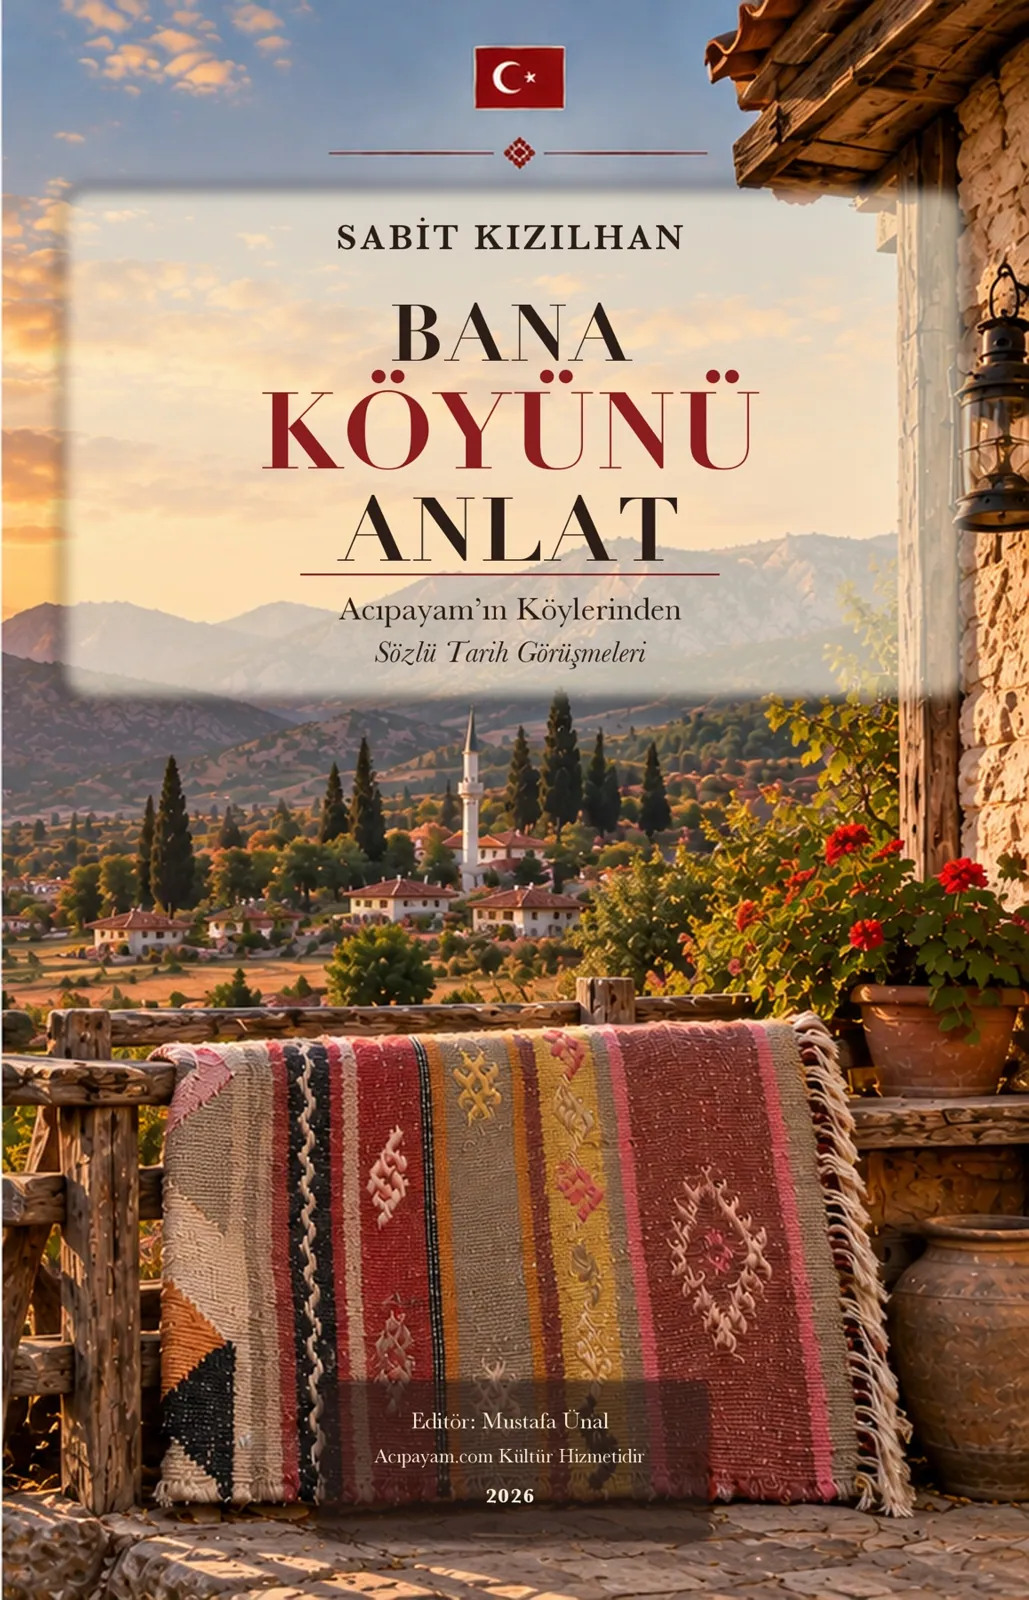 SABİT KIZILHAN
BANA
KÖYÜNÜ
ANLAT
Acıpayam'ın Köylerinden
Sözlü Tarih Görüşmeleri
Editör: Mustafa Ünal
Acıpayam.com Kültür Hizmetidir
2026